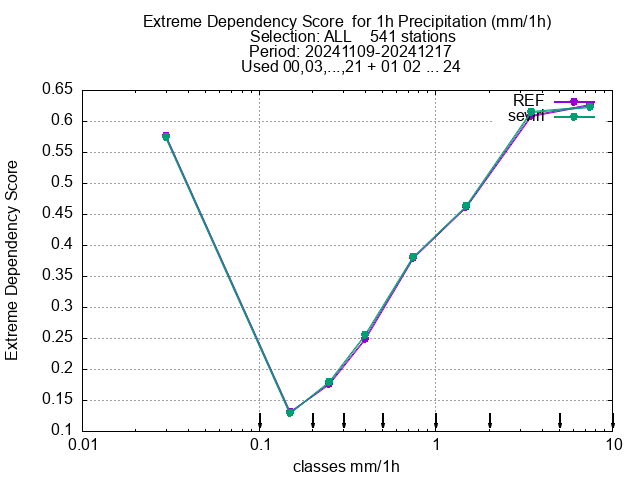 Extreme Dependency Score  for 1h Precipitation (mm/1h)
Selection: ALL    541 stations
Period: 20241109-20241217
Used 00,03,...,21 + 01 02 ... 24
REF
seviri
0.65
0.6
0.55
0.5
0.45
0.4
0.35
0.3
0.25
0.2
0.15
0.1
Extreme Dependency Score
0.01 0.1 1 10
classes mm/1h